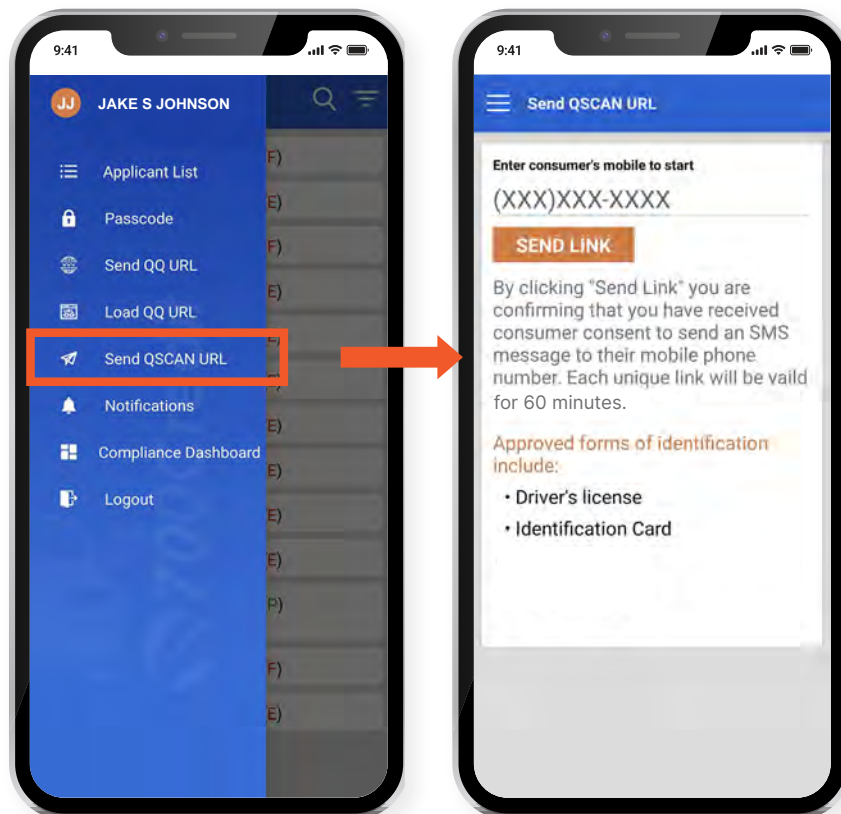 9:41
JJ
JAKE S JOHNSON
Applicant List
Passcode
Send QQ URL
Load QQ URL
Send QSCAN URL
Notifications
Compliance Dashboard
Logout
F)
E)
F)
E)
E)
E)
E)
E)
P)
F)
E)
9:41
Send QSCAN URL
Enter consumer's mobile to start
(XXX)XXX-XXXX
SEND LINK
By clicking "Send Link" you are
confirming that you have received
consumer consent to send an SMS
message to their mobile phone
number. Each unique link will be vaild
for 60 minutes.
Approved forms of identification
include:
• Driver's license
• Identification Card